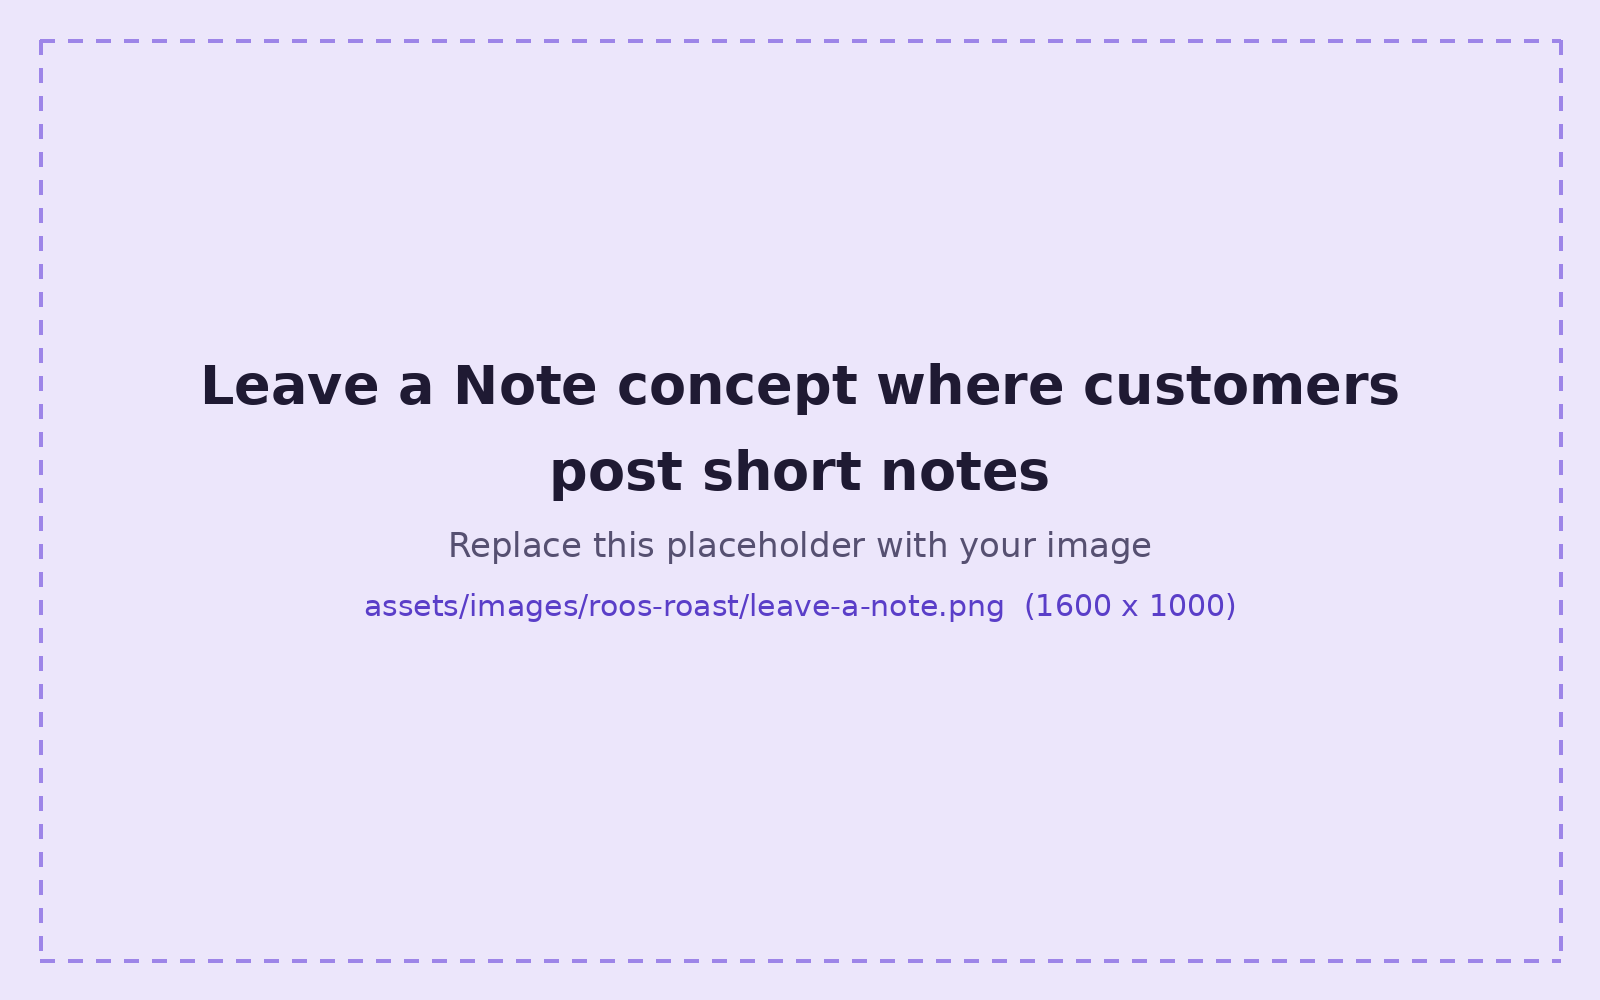 Leave a Note concept where customers
post short notes
Replace this placeholder with your image
assets/images/roos-roast/leave-a-note.png (1600 x 1000)